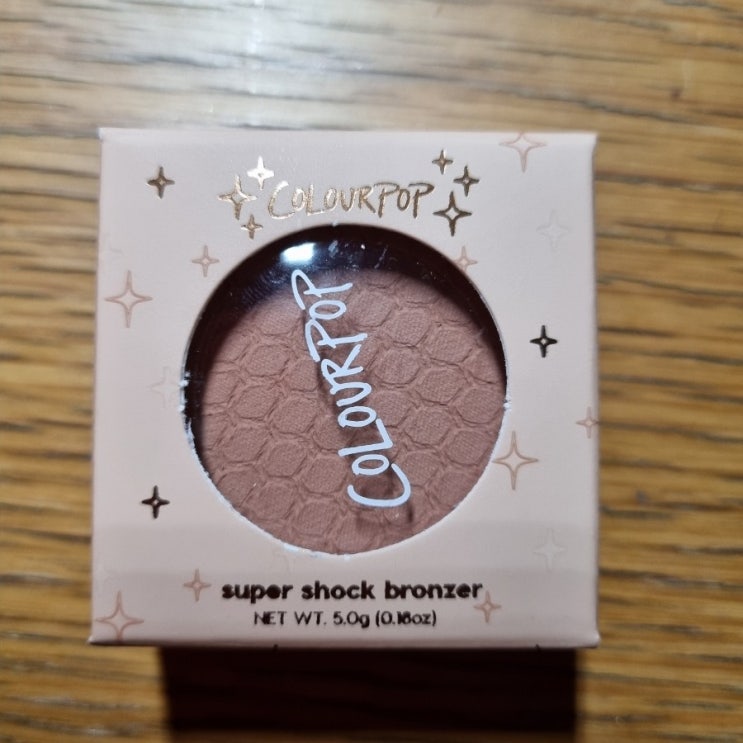 COLOURPOP
COLOURPOP
super shock bronzer
NET WT. 5.0g (0.18oz)